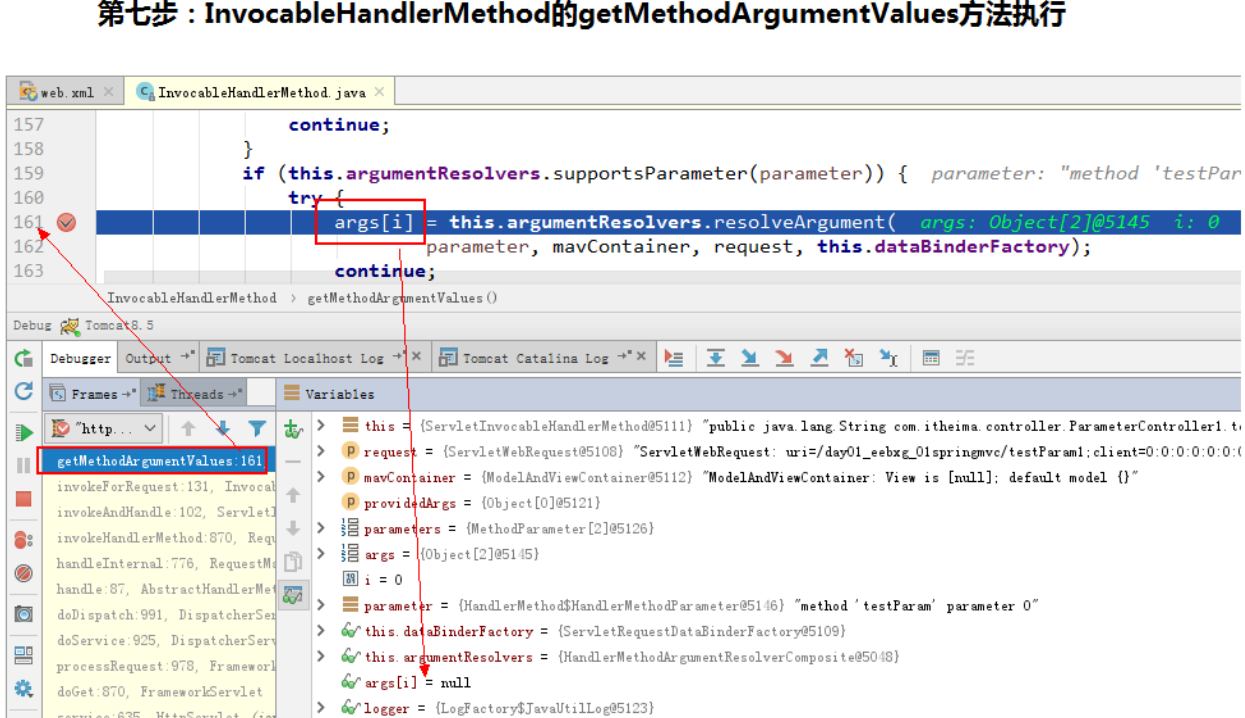 第七步：InvocableHandlerMethod的getMethodArgumentValues方法执行
web.xml InvocableHandlerMethod.java
157 continue;
158 }
159 if (this.argumentResolvers.supportsParameter(parameter)) { parameter: "method 'testPar
160 try {
161 args[i] = this.argumentResolvers.resolveArgument( args: Object[2]@5145 i: 0
162 parameter, mavContainer, request, this.dataBinderFactory);
163 continue;
InvocableHandlerMethod > getMethodArgumentValues()
Debug Tomcat8.5
Debugger Output Tomcat Localhost Log Tomcat Catalina Log
Frames Threads Variables
"http...
getMethodArgumentValues:161
invokeForRequest:131, Invocab
invokeAndHandle:102, ServletI
invokeHandlerMethod:870, Requ
handleInternal:776, RequestMa
handle:87, AbstractHandlerMet
doDispatch:991, DispatcherSer
doService:925, DispatcherServ
processRequest:978, Framework
doGet:870, FrameworkServlet
service:635, HttpServlet
this = {ServletInvocableHandlerMethod@5111} "public java.lang.String com.itheima.controller.ParameterController1.te
request = {ServletWebRequest@5108} "ServletWebRequest: uri=/day01_eebxg_01springmvc/testParam1;client=0:0:0:0:0:0:0
mavContainer = {ModelAndViewContainer@5112} "ModelAndViewContainer: View is [null]; default model {}"
providedArgs = {Object[0]@5121}
parameters = {MethodParameter[2]@5126}
args = {Object[2]@5145}
i = 0
parameter = {HandlerMethod$HandlerMethodParameter@5146} "method 'testParam' parameter 0"
this.dataBinderFactory = {ServletRequestDataBinderFactory@5109}
this.argumentResolvers = {HandlerMethodArgumentResolverComposite@5048}
args[i] = null
logger = {LogFactory$JavaUtilLog@5123}